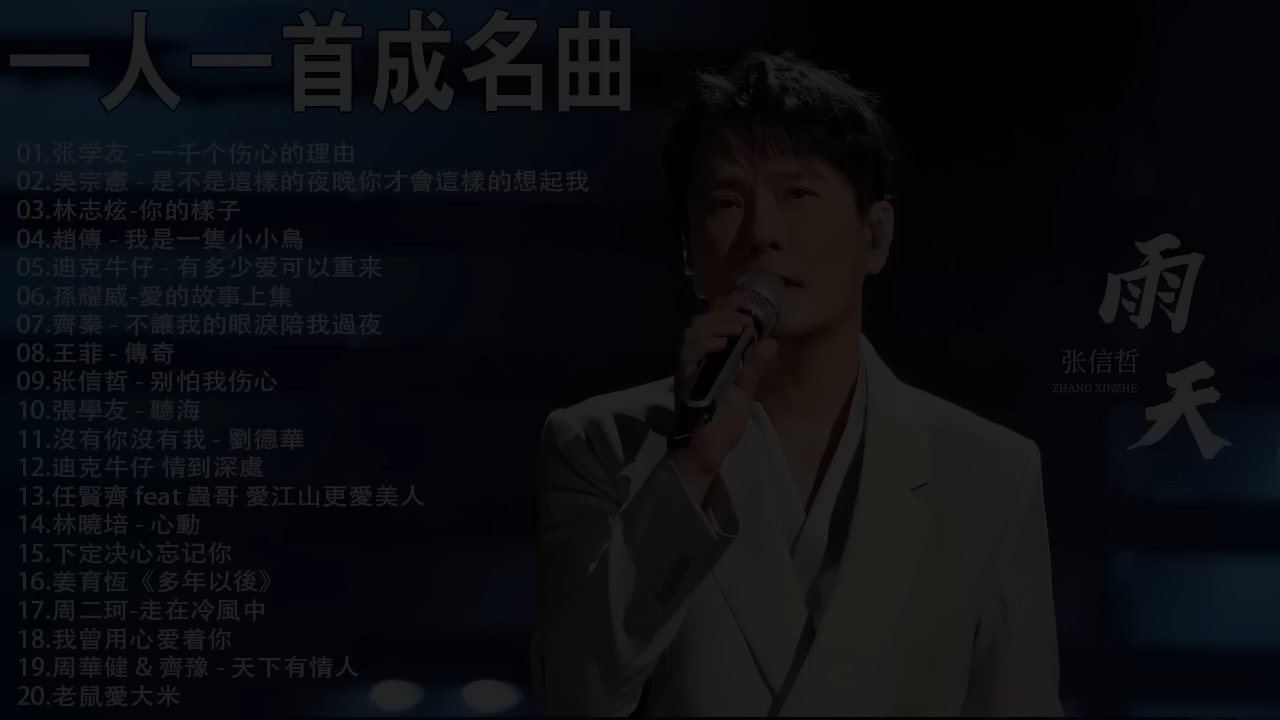 一人一首成名曲
01.张学友 - 一千个伤心的理由
02.吳宗憲 - 是不是這樣的夜晚你才會這樣的想起我
03.林志炫-你的樣子
04.趙傳 - 我是一隻小小鳥
05.迪克牛仔 - 有多少爱可以重来
06.孫耀威-愛的故事上集
07.齊秦 - 不讓我的眼淚陪我過夜
08.王菲 - 傳奇
09.张信哲 - 别怕我伤心
10.張學友 - 聽海
11.沒有你沒有我 - 劉德華
12.迪克牛仔 情到深處
13.任賢齊 feat 蟲哥 愛江山更愛美人
14.林曉培 - 心動
15.下定决心忘记你
16.姜育恆《多年以後》
17.周二珂-走在冷風中
18.我曾用心爱着你
19.周華健 & 齊豫 - 天下有情人
20.老鼠愛大米
雨
张信哲
ZHANG XINZHE
天